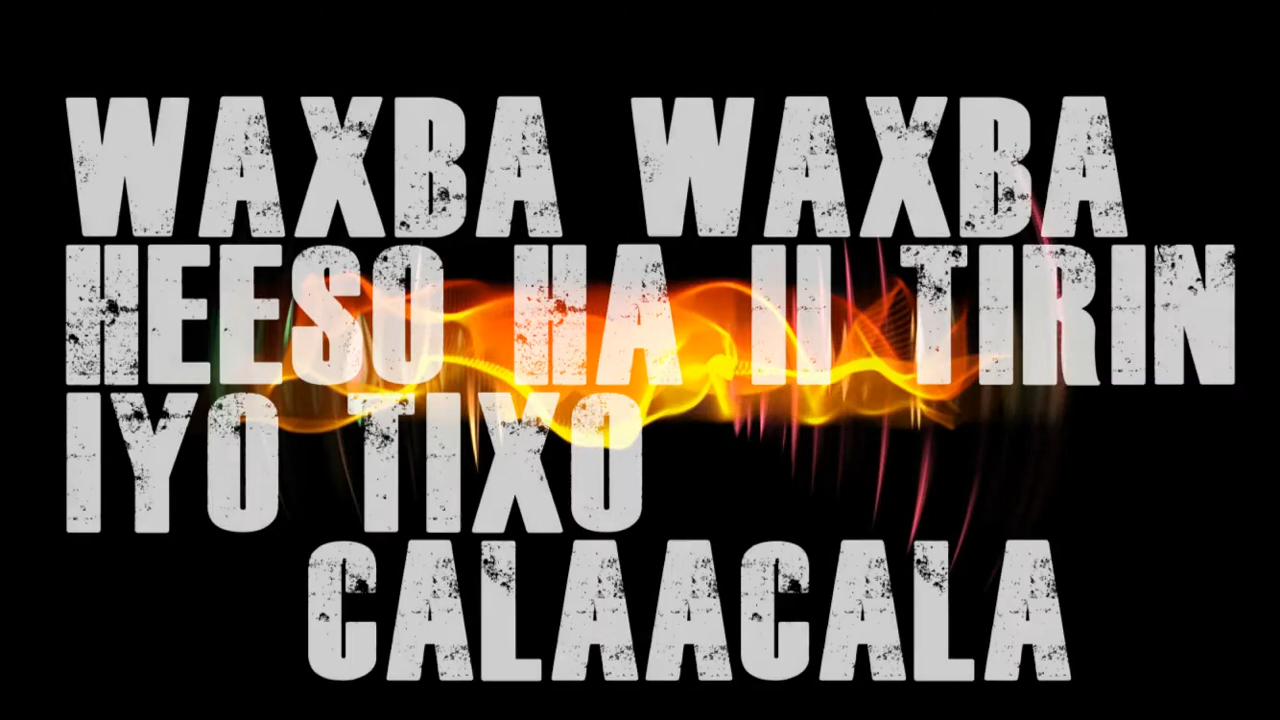 WAXBA WAXBA
HEESO HA II TIRIN
IYO TIXO
CALAACALA